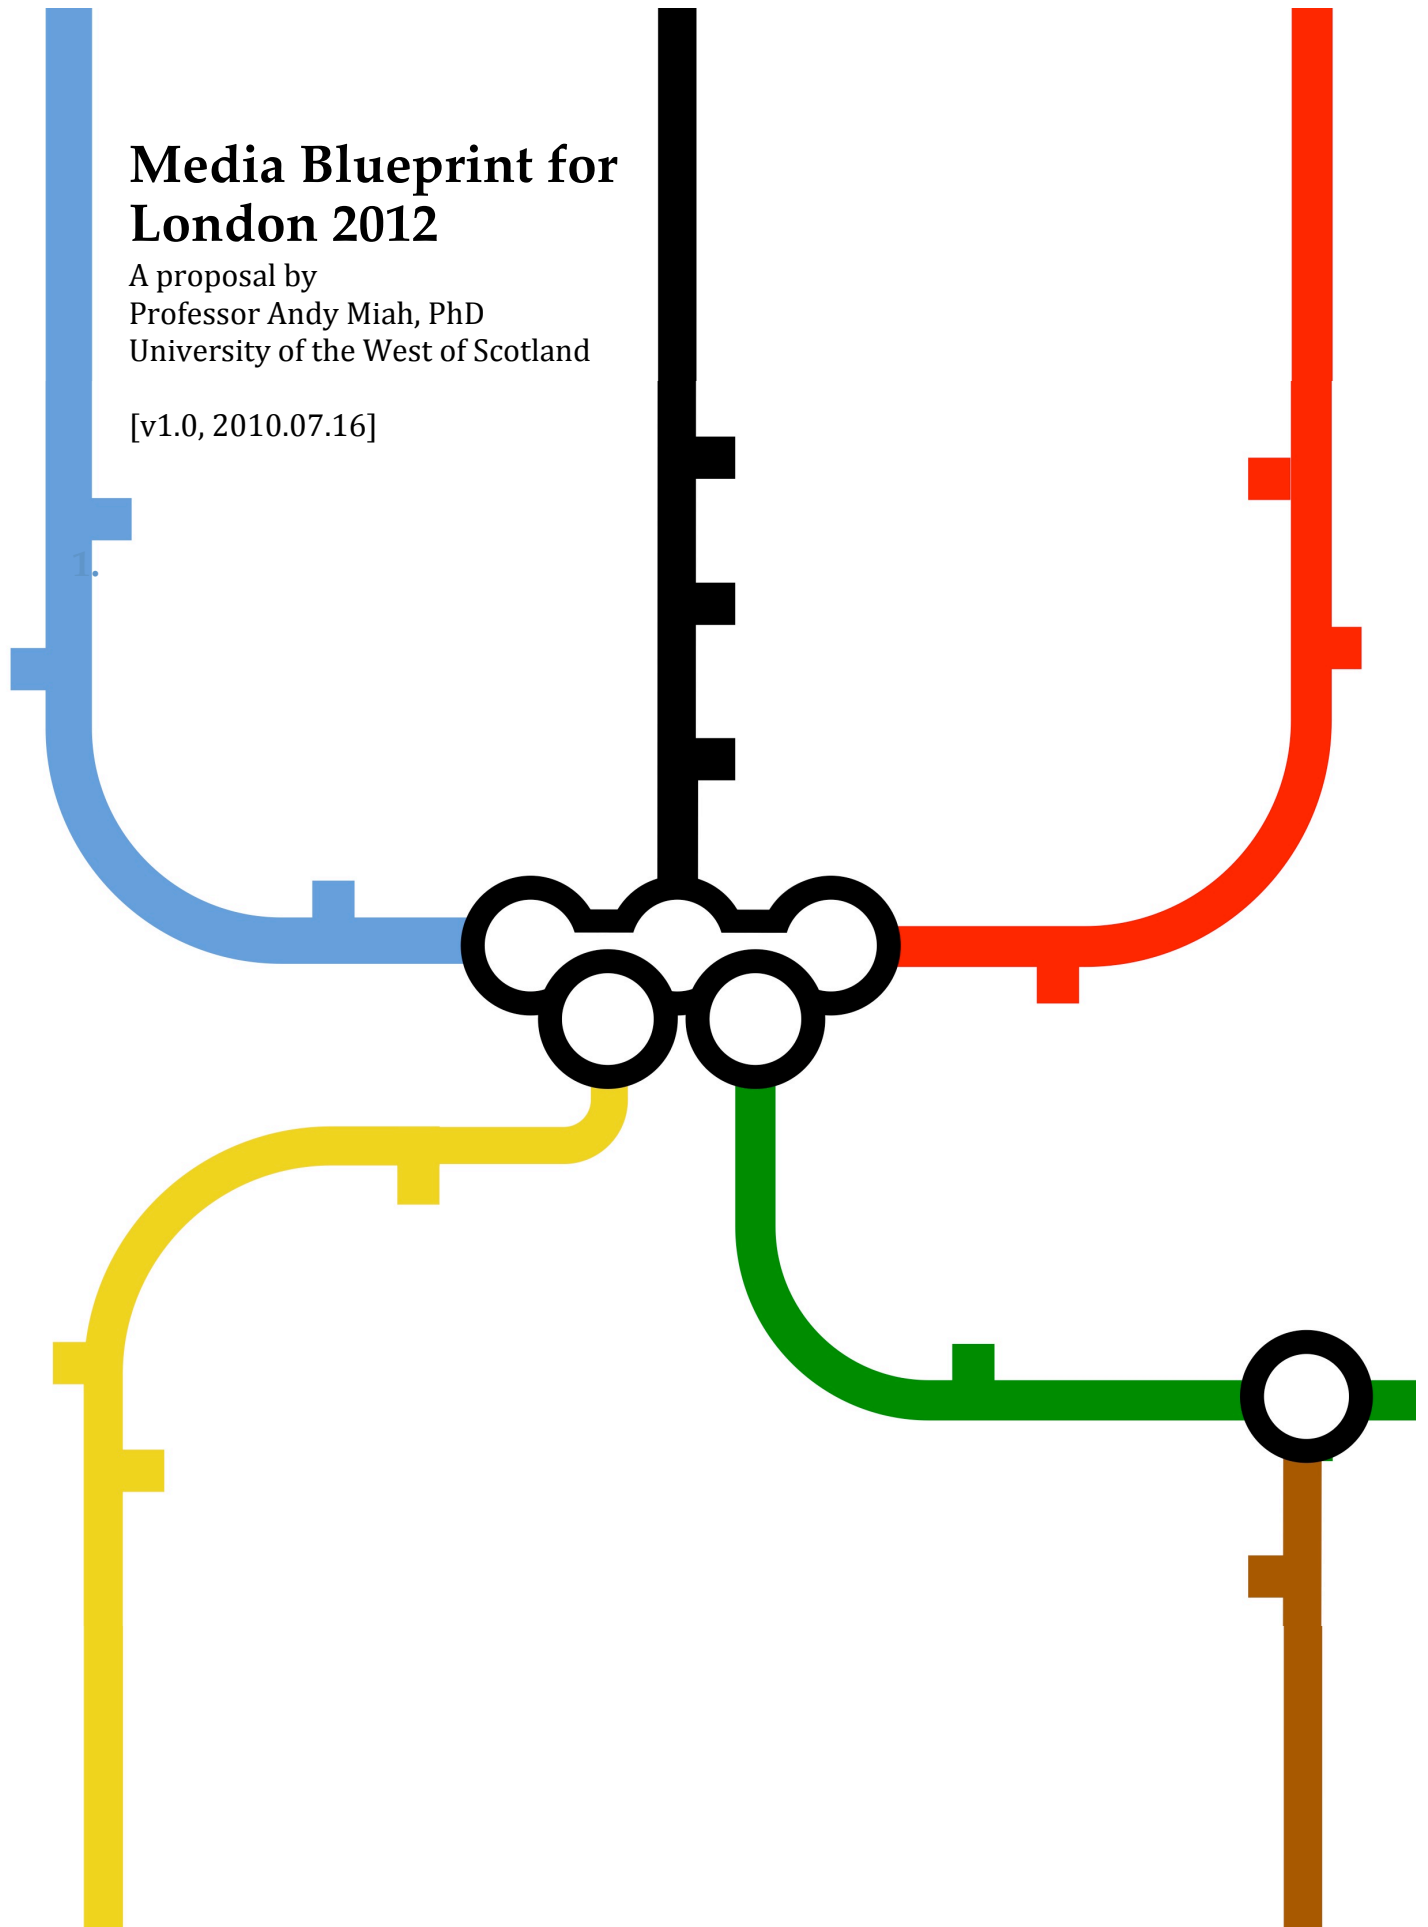 Media Blueprint for
London 2012
A proposal by
Professor Andy Miah, PhD
University of the West of Scotland
[v1.0, 2010.07.16]
1.